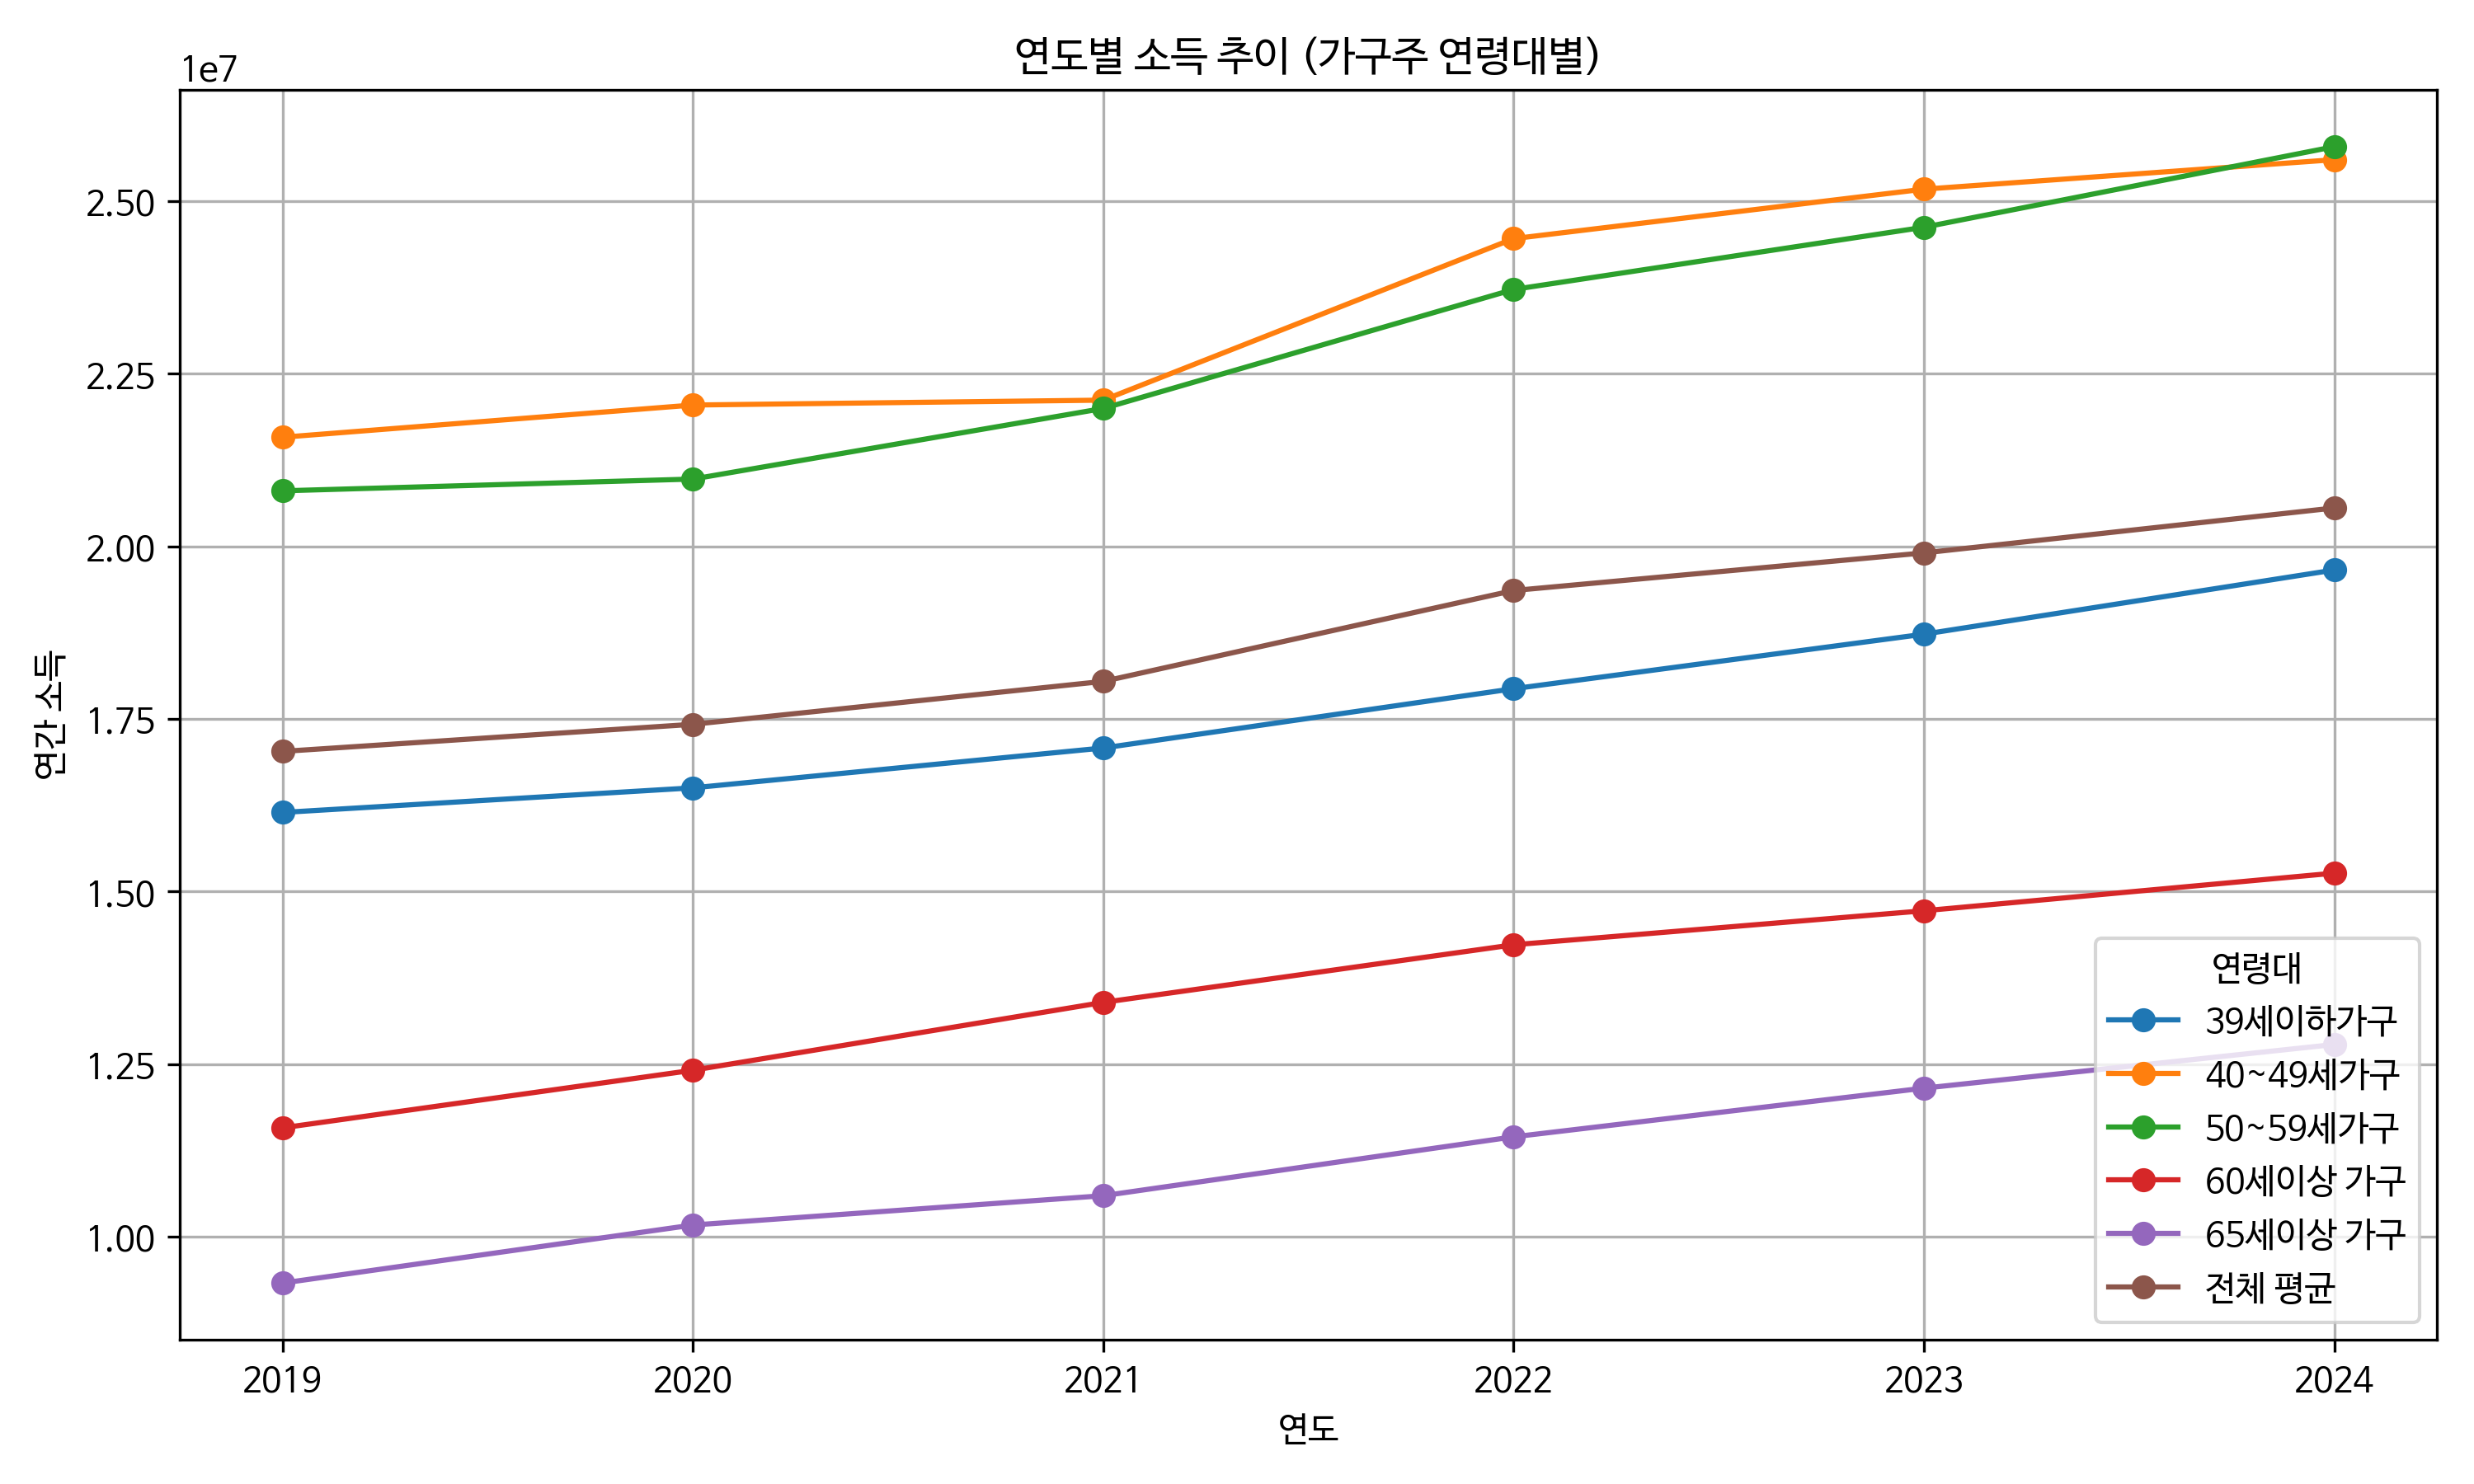 연도별 소득 추이 (가구주 연령대별)
1e7
2.50
2.25
2.00
1.75
1.50
1.25
1.00
연간 소득
2019 2020 2021 2022 2023 2024
연도
연령대
39세이하가구
40~49세가구
50~59세가구
60세이상 가구
65세이상 가구
전체 평균